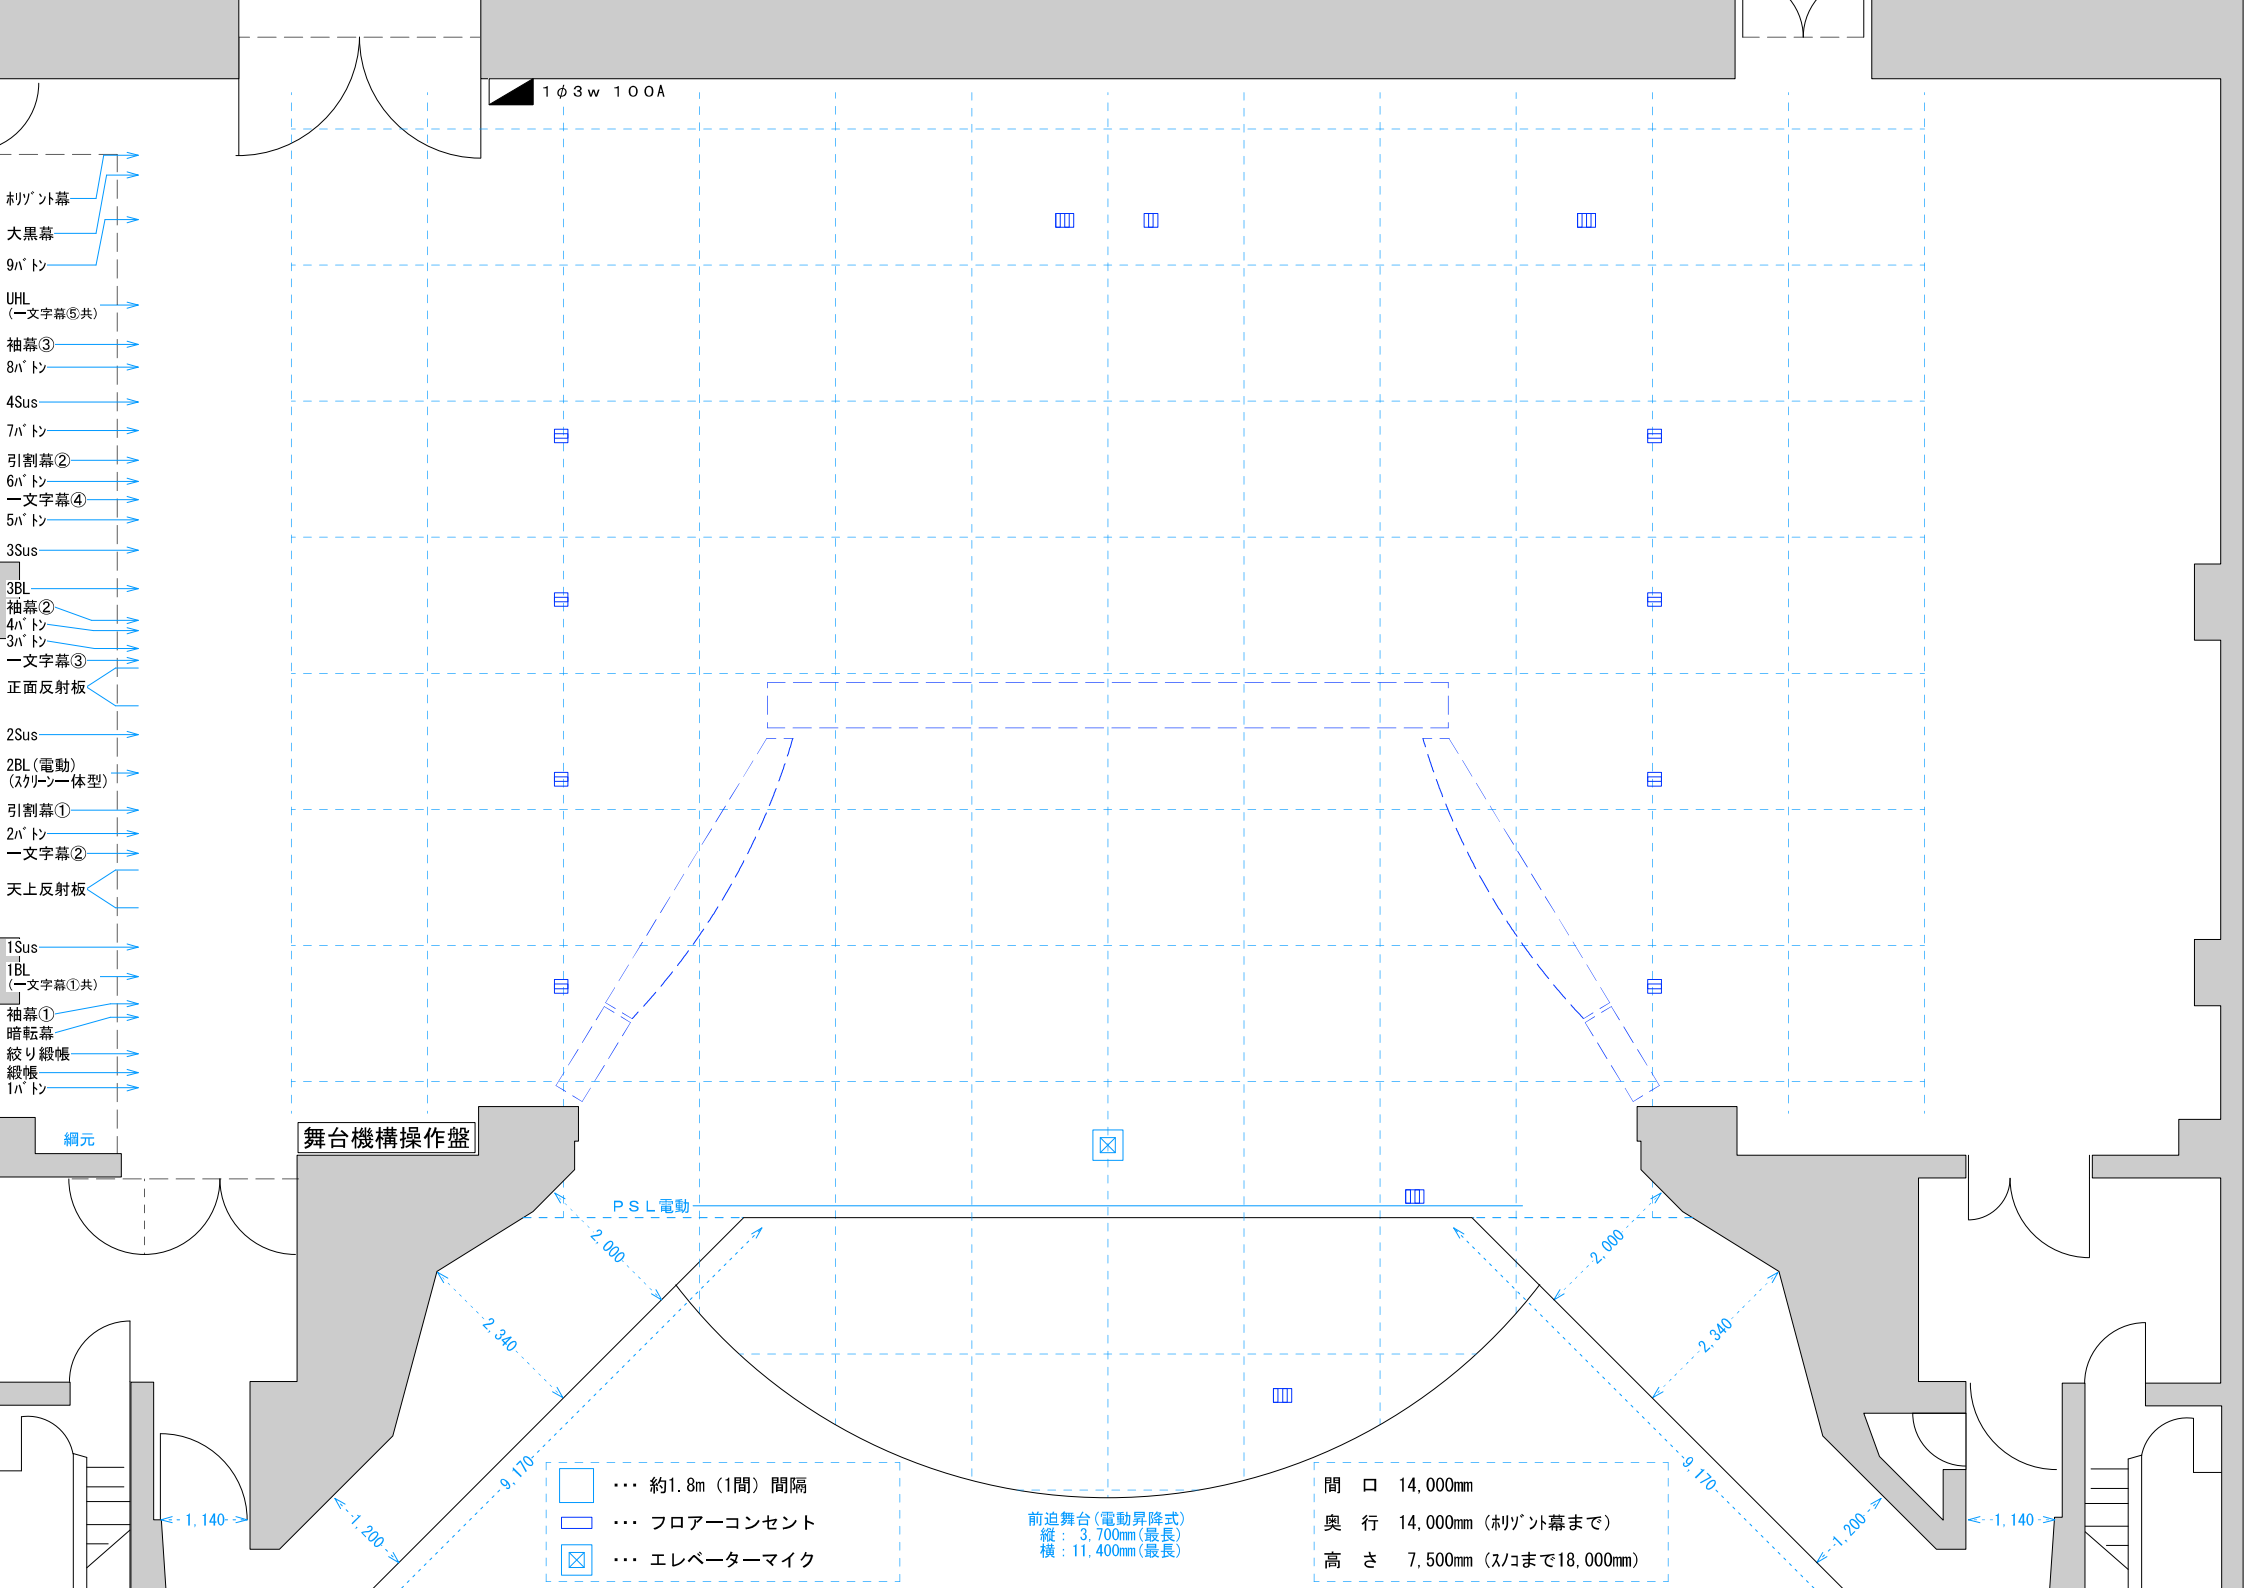 1φ3w 100A
ﾎﾘｿﾞﾝﾄ幕
大黒幕
9ﾊﾞﾄﾝ
UHL
(一文字幕⑤共)
袖幕③
8ﾊﾞﾄﾝ
4Sus
7ﾊﾞﾄﾝ
引割幕②
6ﾊﾞﾄﾝ
一文字幕④
5ﾊﾞﾄﾝ
3Sus
3BL
袖幕②
4ﾊﾞﾄﾝ
3ﾊﾞﾄﾝ
一文字幕③
正面反射板
2Sus
2BL(電動)
(ｽｸﾘｰﾝ一体型)
引割幕①
2ﾊﾞﾄﾝ
一文字幕②
天上反射板
1Sus
1BL
(一文字幕①共)
袖幕①
暗転幕
絞り緞帳
緞帳
1ﾊﾞﾄﾝ
綱元
舞台機構操作盤
PSL電動
2,000
2,000
2,340
2,340
9,170
9,170
1,140
1,140
1,200
1,200
… 約1.8m（1間）間隔
… フロアーコンセント
… エレベーターマイク
前迫舞台(電動昇降式)
縦： 3,700mm(最長)
横：11,400mm(最長)
間 口 14,000mm
奥 行 14,000mm（ﾎﾘｿﾞﾝﾄ幕まで）
高 さ 7,500mm（ｽﾉｺまで18,000mm）